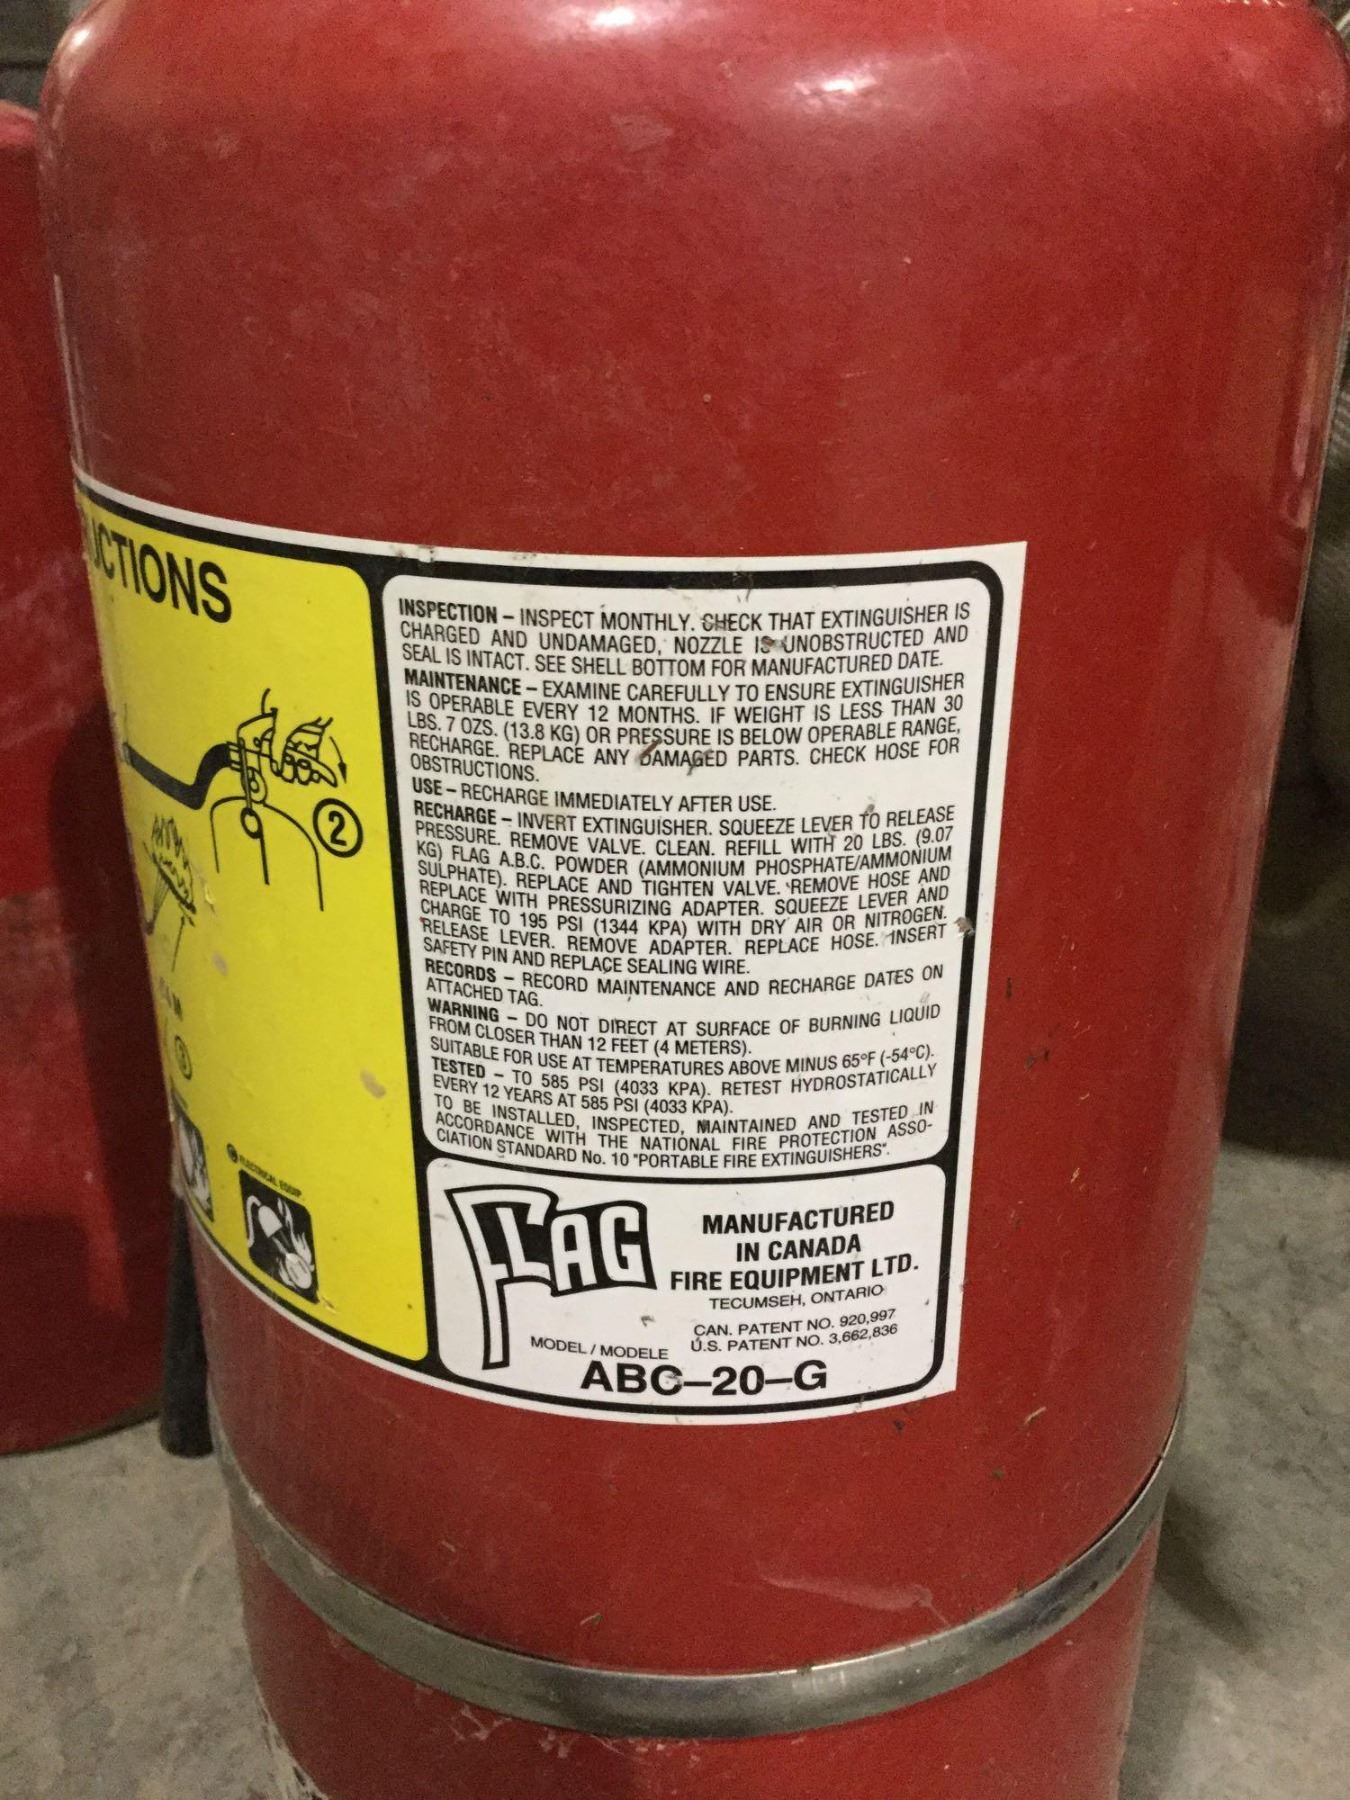 UCTIONS
2
3
ELECTRICAL EQUIP
INSPECTION – INSPECT MONTHLY. CHECK THAT EXTINGUISHER IS
CHARGED AND UNDAMAGED, NOZZLE IS UNOBSTRUCTED AND
SEAL IS INTACT. SEE SHELL BOTTOM FOR MANUFACTURED DATE.
MAINTENANCE – EXAMINE CAREFULLY TO ENSURE EXTINGUISHER
IS OPERABLE EVERY 12 MONTHS. IF WEIGHT IS LESS THAN 30
LBS. 7 OZS. (13.8 KG) OR PRESSURE IS BELOW OPERABLE RANGE,
RECHARGE. REPLACE ANY DAMAGED PARTS. CHECK HOSE FOR
OBSTRUCTIONS.
USE – RECHARGE IMMEDIATELY AFTER USE.
RECHARGE – INVERT EXTINGUISHER. SQUEEZE LEVER TO RELEASE
PRESSURE. REMOVE VALVE. CLEAN. REFILL WITH 20 LBS. (9.07
KG) FLAG A.B.C. POWDER (AMMONIUM PHOSPHATE/AMMONIUM
SULPHATE). REPLACE AND TIGHTEN VALVE. REMOVE HOSE AND
REPLACE WITH PRESSURIZING ADAPTER. SQUEEZE LEVER AND
CHARGE TO 195 PSI (1344 KPA) WITH DRY AIR OR NITROGEN.
RELEASE LEVER. REMOVE ADAPTER. REPLACE HOSE. INSERT
SAFETY PIN AND REPLACE SEALING WIRE.
RECORDS – RECORD MAINTENANCE AND RECHARGE DATES ON
ATTACHED TAG.
WARNING – DO NOT DIRECT AT SURFACE OF BURNING LIQUID
FROM CLOSER THAN 12 FEET (4 METERS).
SUITABLE FOR USE AT TEMPERATURES ABOVE MINUS 65°F (-54°C).
TESTED – TO 585 PSI (4033 KPA). RETEST HYDROSTATICALLY
EVERY 12 YEARS AT 585 PSI (4033 KPA).
TO BE INSTALLED, INSPECTED, MAINTAINED AND TESTED IN
ACCORDANCE WITH THE NATIONAL FIRE PROTECTION ASSO-
CIATION STANDARD No. 10 "PORTABLE FIRE EXTINGUISHERS".
FLAG
MANUFACTURED
IN CANADA
FIRE EQUIPMENT LTD.
TECUMSEH, ONTARIO
CAN. PATENT NO. 920,997
U.S. PATENT NO. 3,662,836
MODEL / MODELE
ABC–20–G